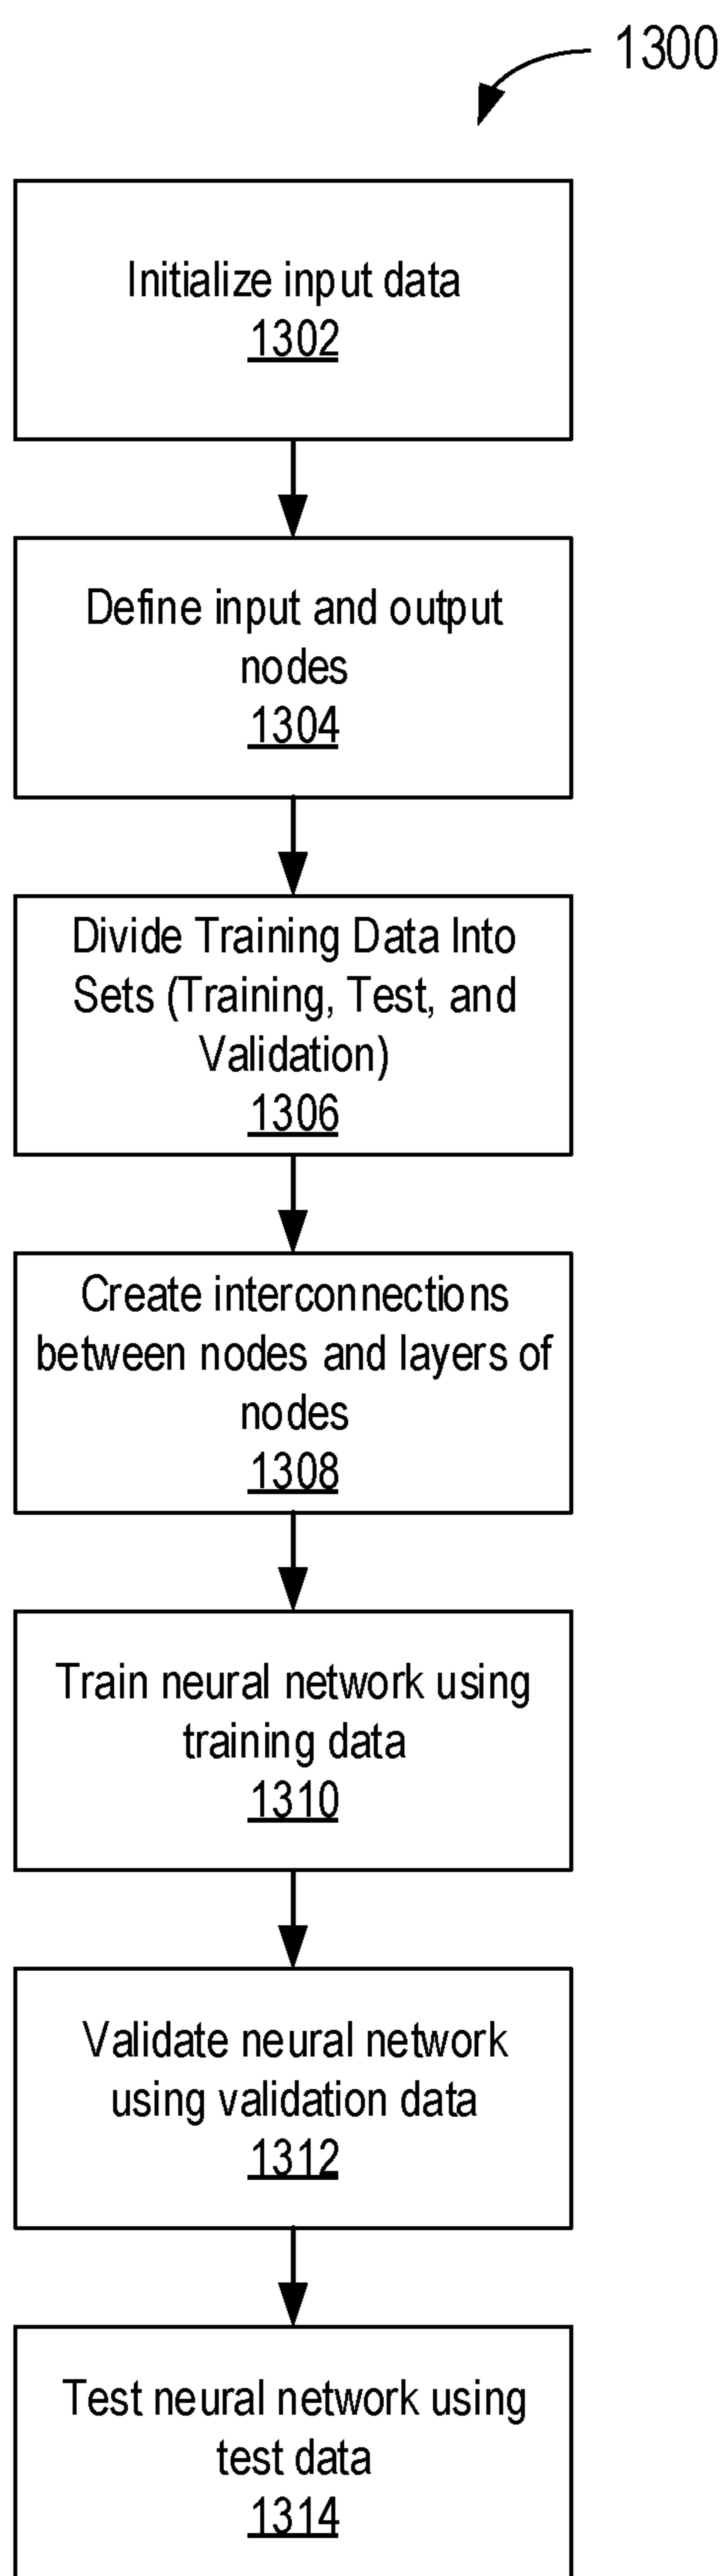 1300
Initialize input data
1302
Define input and output
nodes
1304
Divide Training Data Into
Sets (Training, Test, and
Validation)
1306
Create interconnections
between nodes and layers of
nodes
1308
Train neural network using
training data
1310
Validate neural network
using validation data
1312
Test neural network using
test data
1314